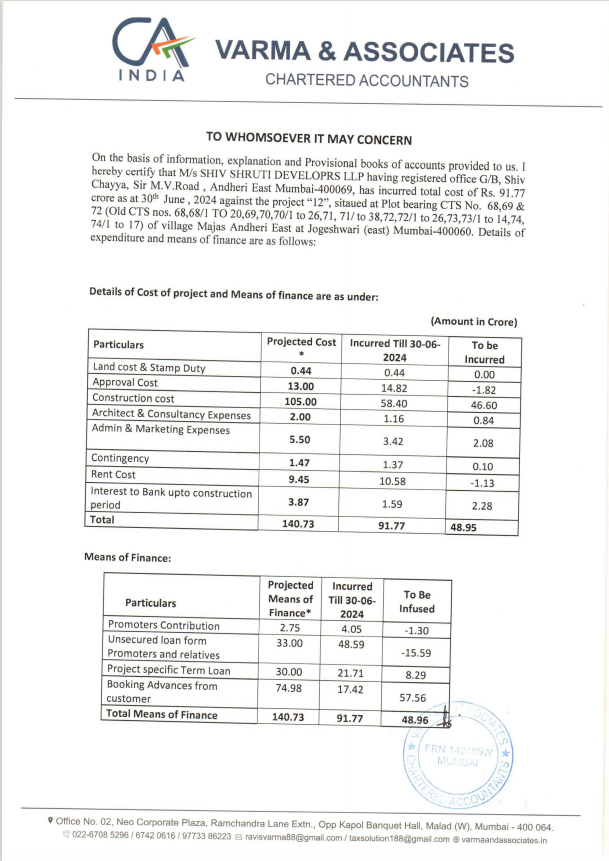 CA
INDIA
VARMA & ASSOCIATES
CHARTERED ACCOUNTANTS
TO WHOMSOEVER IT MAY CONCERN
On the basis of information, explanation and Provisional books of accounts provided to us. I
hereby certify that M/s SHIV SHRUTI DEVELOPRS LLP having registered office G/B, Shiv
Chayya, Sir M.V.Road , Andheri East Mumbai-400069, has incurred total cost of Rs. 91.77
crore as at 30th June , 2024 against the project “12”, sitaued at Plot bearing CTS No. 68,69 &
72 (Old CTS nos. 68,68/1 TO 20,69,70,70/1 to 26,71, 71/ to 38,72,72/1 to 26,73,73/1 to 14,74,
74/1 to 17) of village Majas Andheri East at Jogeshwari (east) Mumbai-400060. Details of
expenditure and means of finance are as follows:
Details of Cost of project and Means of finance are as under:
(Amount in Crore)
Particulars Projected Cost * Incurred Till 30-06-2024 To be Incurred
Land cost & Stamp Duty 0.44 0.44 0.00
Approval Cost 13.00 14.82 -1.82
Construction cost 105.00 58.40 46.60
Architect & Consultancy Expenses 2.00 1.16 0.84
Admin & Marketing Expenses 5.50 3.42 2.08
Contingency 1.47 1.37 0.10
Rent Cost 9.45 10.58 -1.13
Interest to Bank upto construction period 3.87 1.59 2.28
Total 140.73 91.77 48.95
Means of Finance:
Particulars Projected Means of Finance* Incurred Till 30-06-2024 To Be Infused
Promoters Contribution 2.75 4.05 -1.30
Unsecured loan form Promoters and relatives 33.00 48.59 -15.59
Project specific Term Loan 30.00 21.71 8.29
Booking Advances from customer 74.98 17.42 57.56
Total Means of Finance 140.73 91.77 48.96
ASSOCIATES
MUMBAI
CHARTERED ACCOUNTANTS
Office No. 02, Neo Corporate Plaza, Ramchandra Lane Extn., Opp Kapol Banquet Hall, Malad (W), Mumbai - 400 064.
022-6708 5296 / 6742 0616 / 97733 86223 ravisvarma88@gmail.com / taxsolution188@gmail.com varmaandassociates.in